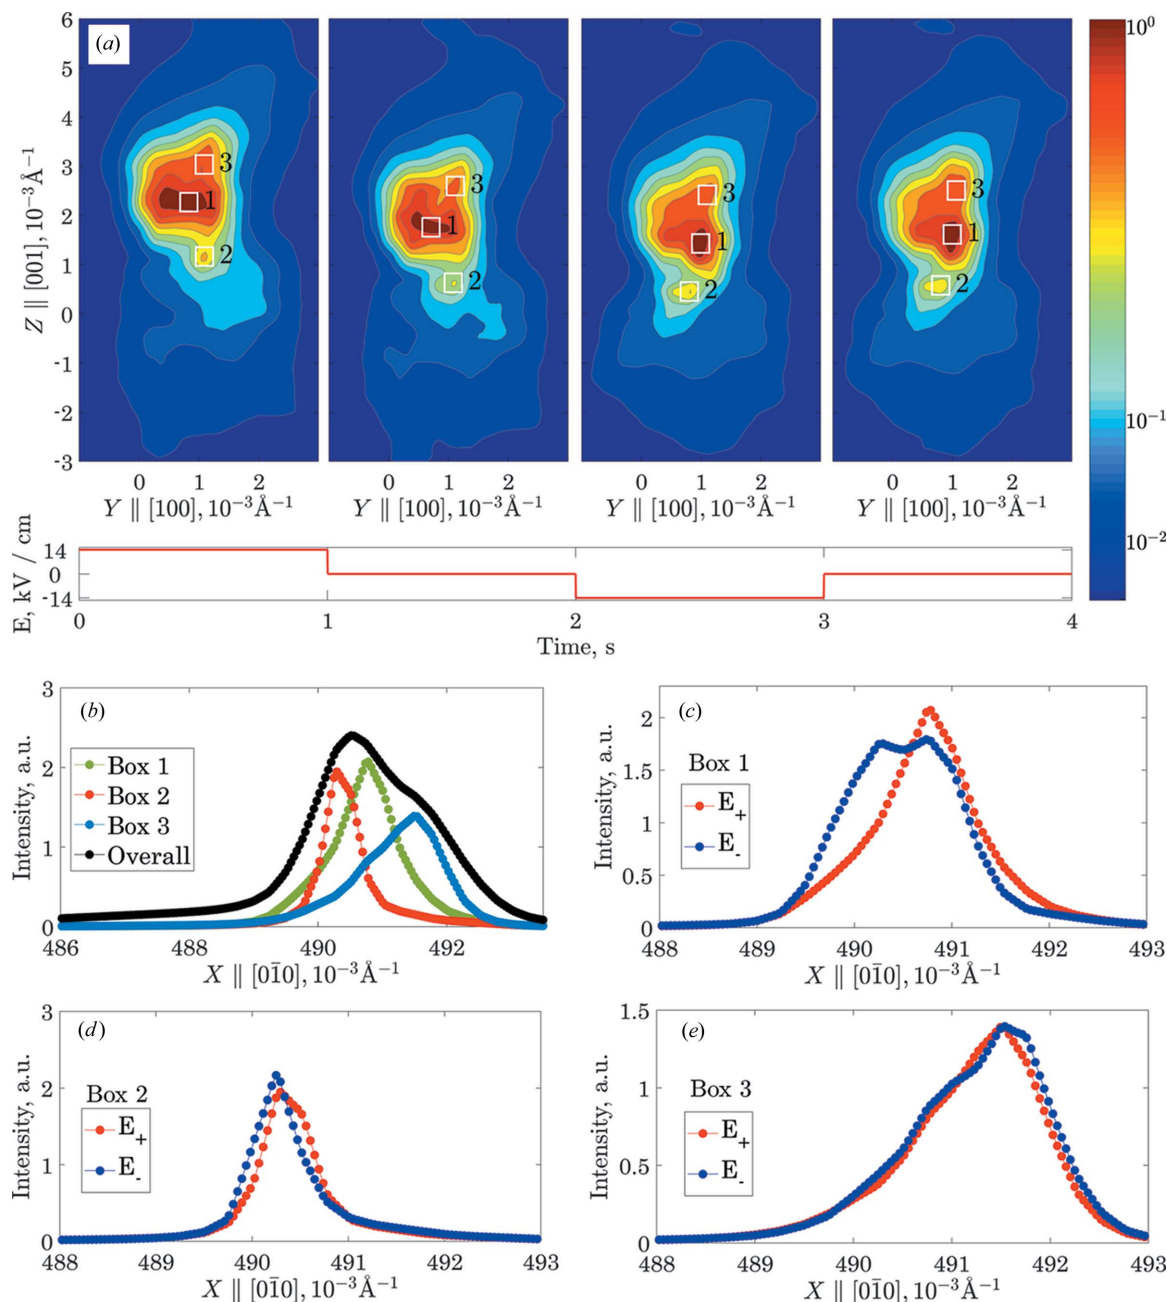 (a)
6
5
4
3
2
1
0
-1
-2
-3
Z ∥ [001], 10⁻³ Å⁻¹
3
1
2
3
1
2
3
1
2
3
1
2
10⁰
10⁻¹
10⁻²
0 1 2
0 1 2
0 1 2
0 1 2
Y ∥ [100], 10⁻³Å⁻¹
Y ∥ [100], 10⁻³Å⁻¹
Y ∥ [100], 10⁻³Å⁻¹
Y ∥ [100], 10⁻³Å⁻¹
E, kV / cm
14
0
-14
0 1 2 3 4
Time, s
(b)
3
2
1
0
Intensity, a.u.
Box 1
Box 2
Box 3
Overall
486 488 490 492
X ∥ [01̄0], 10⁻³Å⁻¹
(c)
2
1.5
1
0.5
0
Intensity, a.u.
Box 1
E₊
E₋
488 489 490 491 492 493
X ∥ [01̄0], 10⁻³Å⁻¹
(d)
3
2
1
0
Intensity, a.u.
Box 2
E₊
E₋
488 489 490 491 492 493
X ∥ [01̄0], 10⁻³Å⁻¹
(e)
1.5
1
0.5
0
Intensity, a.u.
Box 3
E₊
E₋
488 489 490 491 492 493
X ∥ [01̄0], 10⁻³Å⁻¹